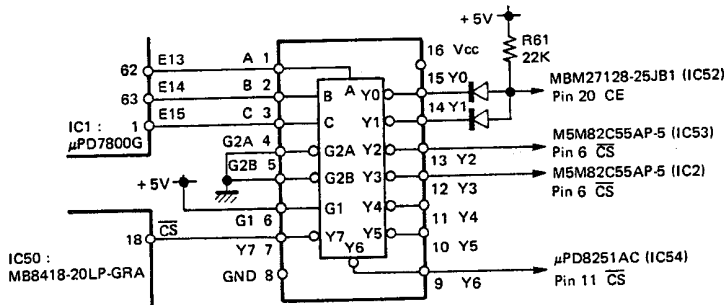 +5V
R61
22K
16 Vcc
62 E13 A 1
A
15 Y0
MBM27128-25JB1 (IC52)
Pin 20 CE
63 E14 B 2
B
Y0
14 Y1
IC1 :
μPD7800G
1 E15 C 3
C
Y1
M5M82C55AP-5 (IC53)
Pin 6 CS
G2A 4
G2A
Y2
13 Y2
G2B 5
G2B
Y3
12 Y3
M5M82C55AP-5 (IC2)
Pin 6 CS
+5V
G1 6
G1
Y4
11 Y4
IC50 :
MB8418-20LP-GRA
18 CS
Y7 7
Y7
Y5
Y6
10 Y5
GND 8
9 Y6
μPD8251AC (IC54)
Pin 11 CS